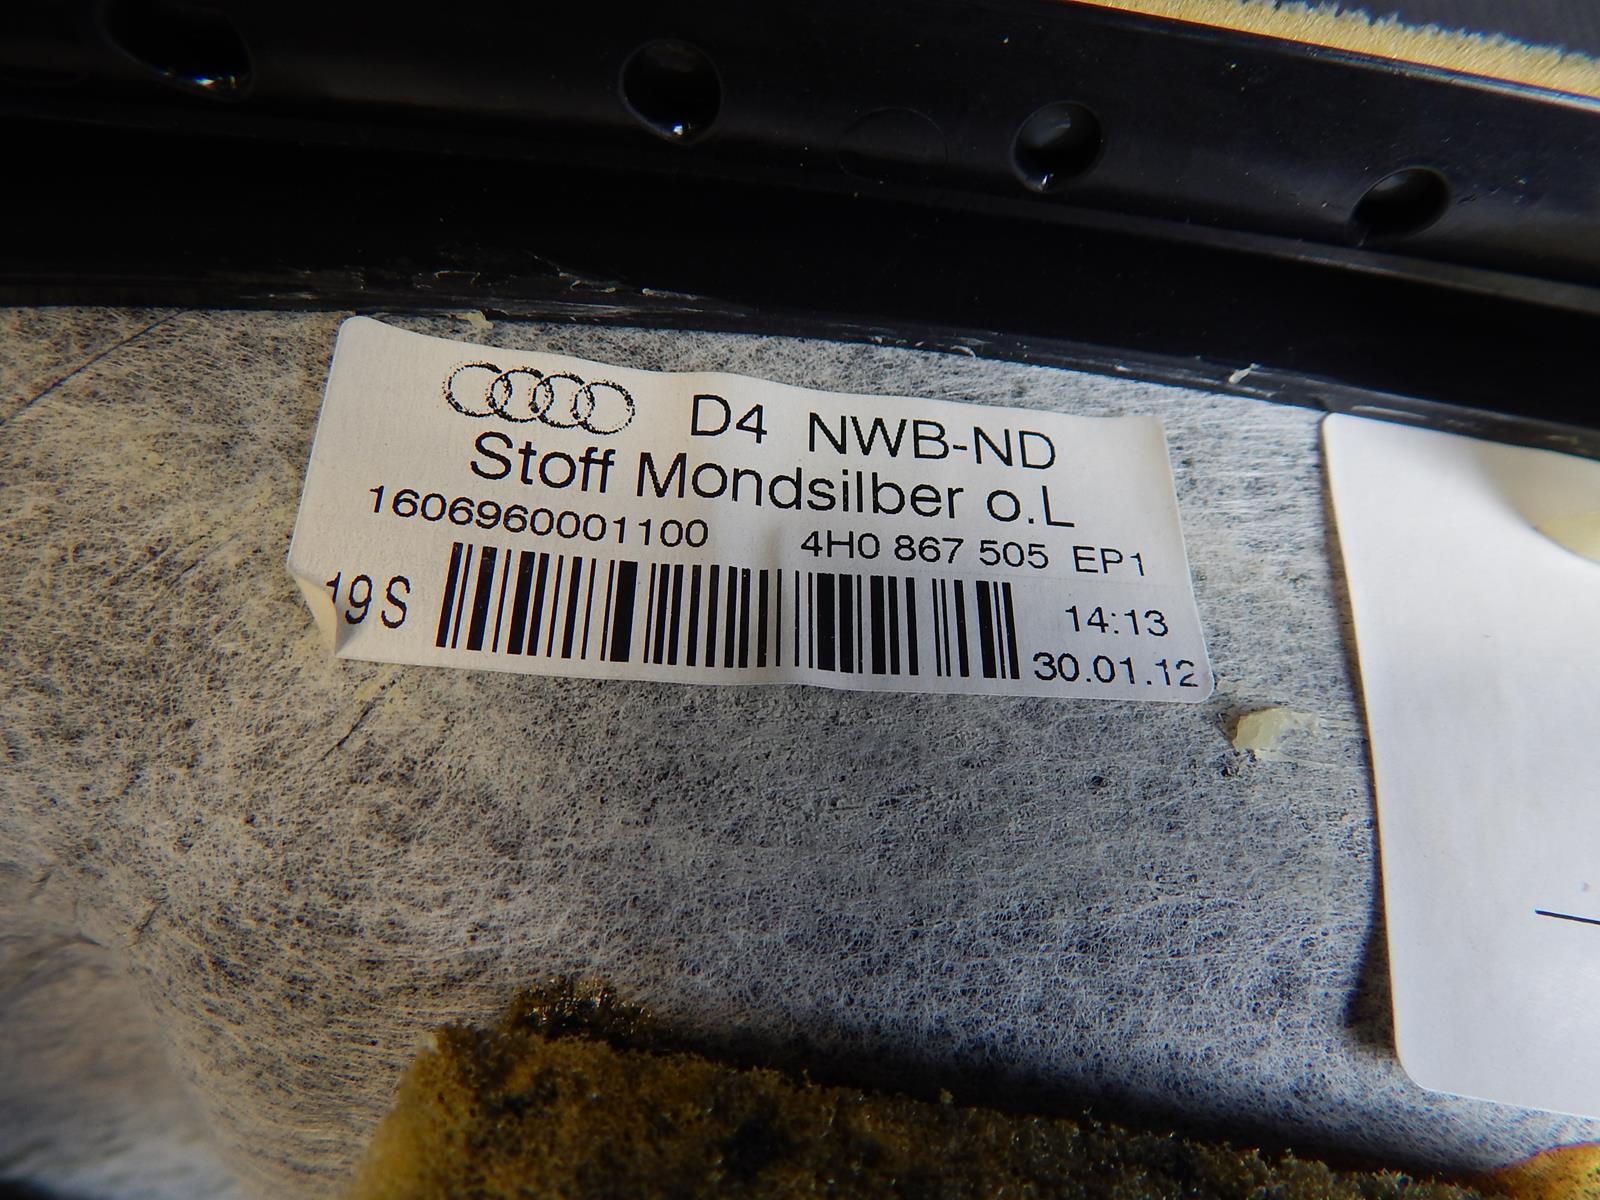 D4 NWB-ND
Stoff Mondsilber o.L
1606960001100 4H0 867 505 EP1
19S 14:13
30.01.12